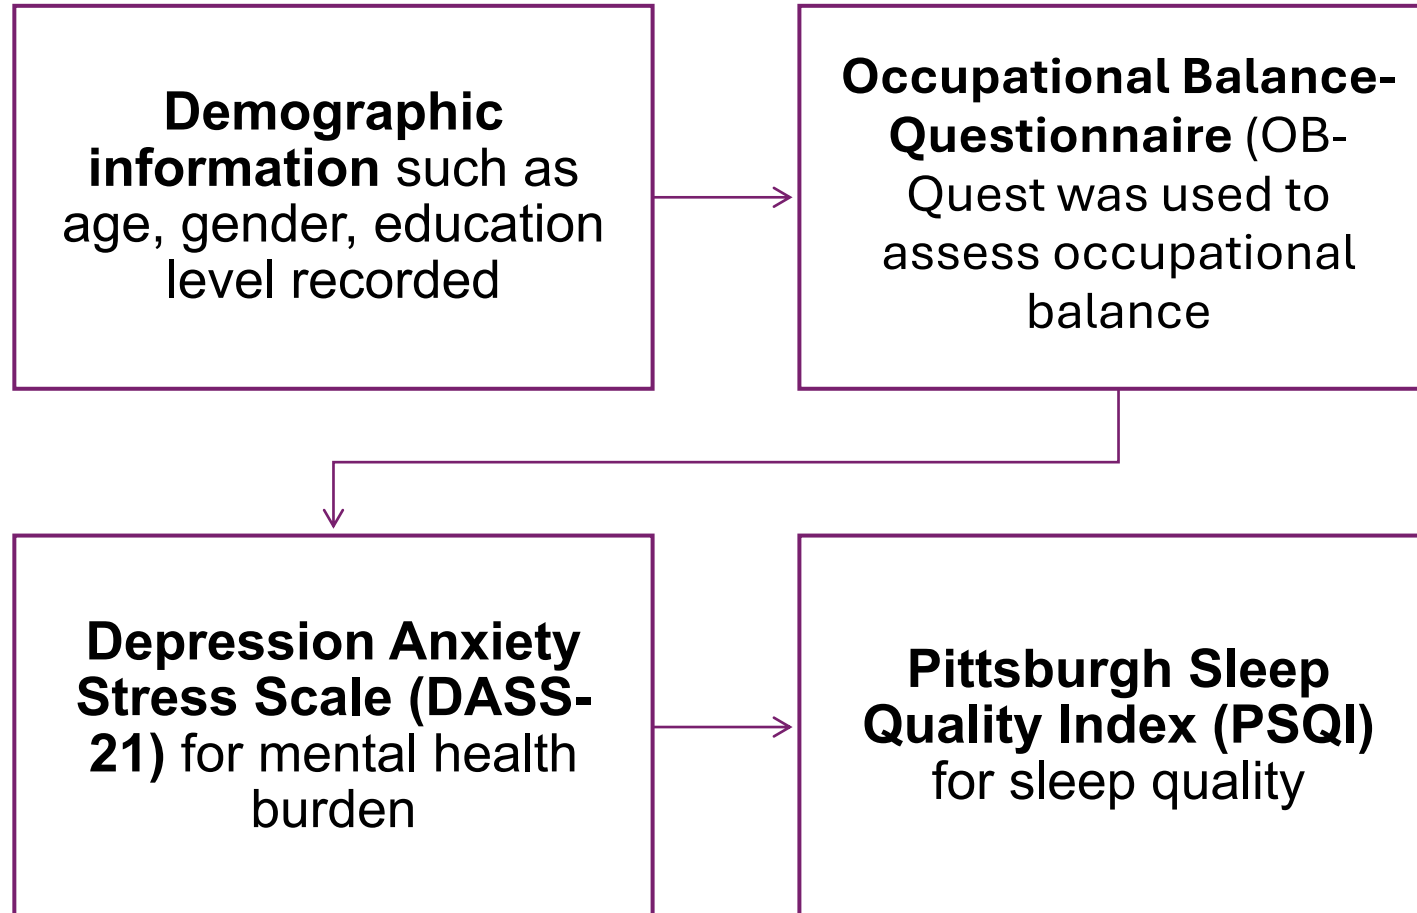 Demographic
information such as
age, gender, education
level recorded
Occupational Balance-
Questionnaire (OB-
Quest was used to
assess occupational
balance
Depression Anxiety
Stress Scale (DASS-
21) for mental health
burden
Pittsburgh Sleep
Quality Index (PSQI)
for sleep quality